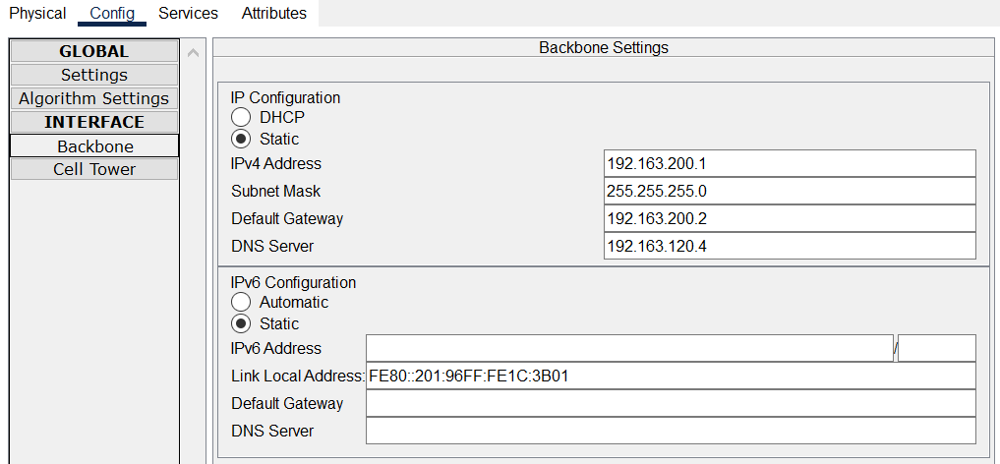 Physical Config Services Attributes
GLOBAL
Settings
Algorithm Settings
INTERFACE
Backbone
Cell Tower
Backbone Settings
IP Configuration
DHCP
Static
IPv4 Address 192.163.200.1
Subnet Mask 255.255.255.0
Default Gateway 192.163.200.2
DNS Server 192.163.120.4
IPv6 Configuration
Automatic
Static
IPv6 Address /
Link Local Address: FE80::201:96FF:FE1C:3B01
Default Gateway
DNS Server